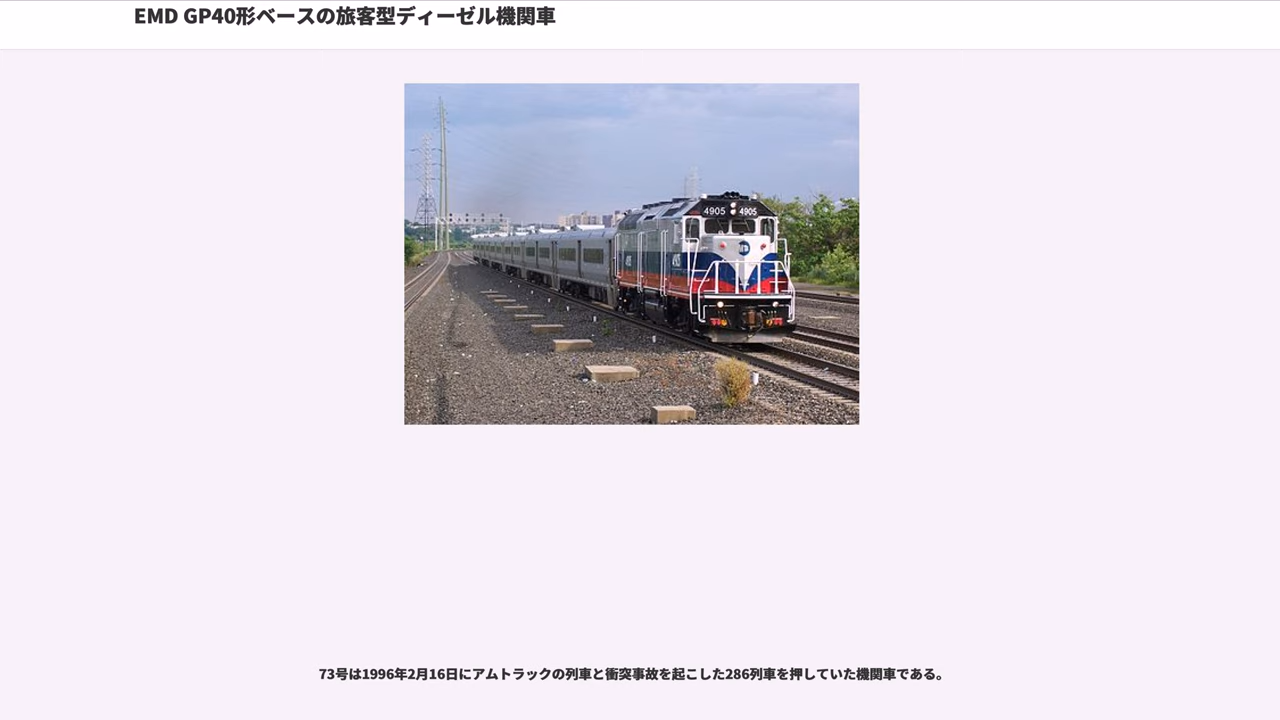 EMD GP40形ベースの旅客型ディーゼル機関車
4905 4905
73号は1996年2月16日にアムトラックの列車と衝突事故を起こした286列車を押していた機関車である。